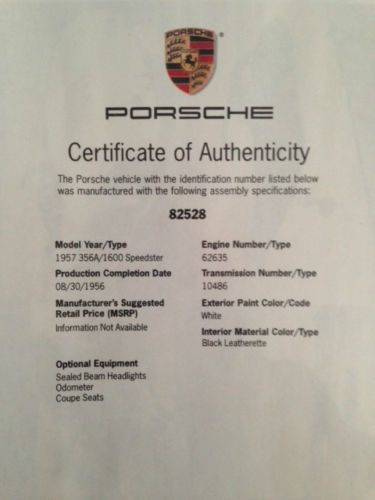 PORSCHE
PORSCHE
Certificate of Authenticity
The Porsche vehicle with the identification number listed below
was manufactured with the following assembly specifications:
82528
Model Year/Type
1957 356A/1600 Speedster
Production Completion Date
08/30/1956
Manufacturer's Suggested
Retail Price (MSRP)
Information Not Available
Optional Equipment
Sealed Beam Headlights
Odometer
Coupe Seats
Engine Number/Type
62635
Transmission Number/Type
10486
Exterior Paint Color/Code
White
Interior Material Color/Type
Black Leatherette